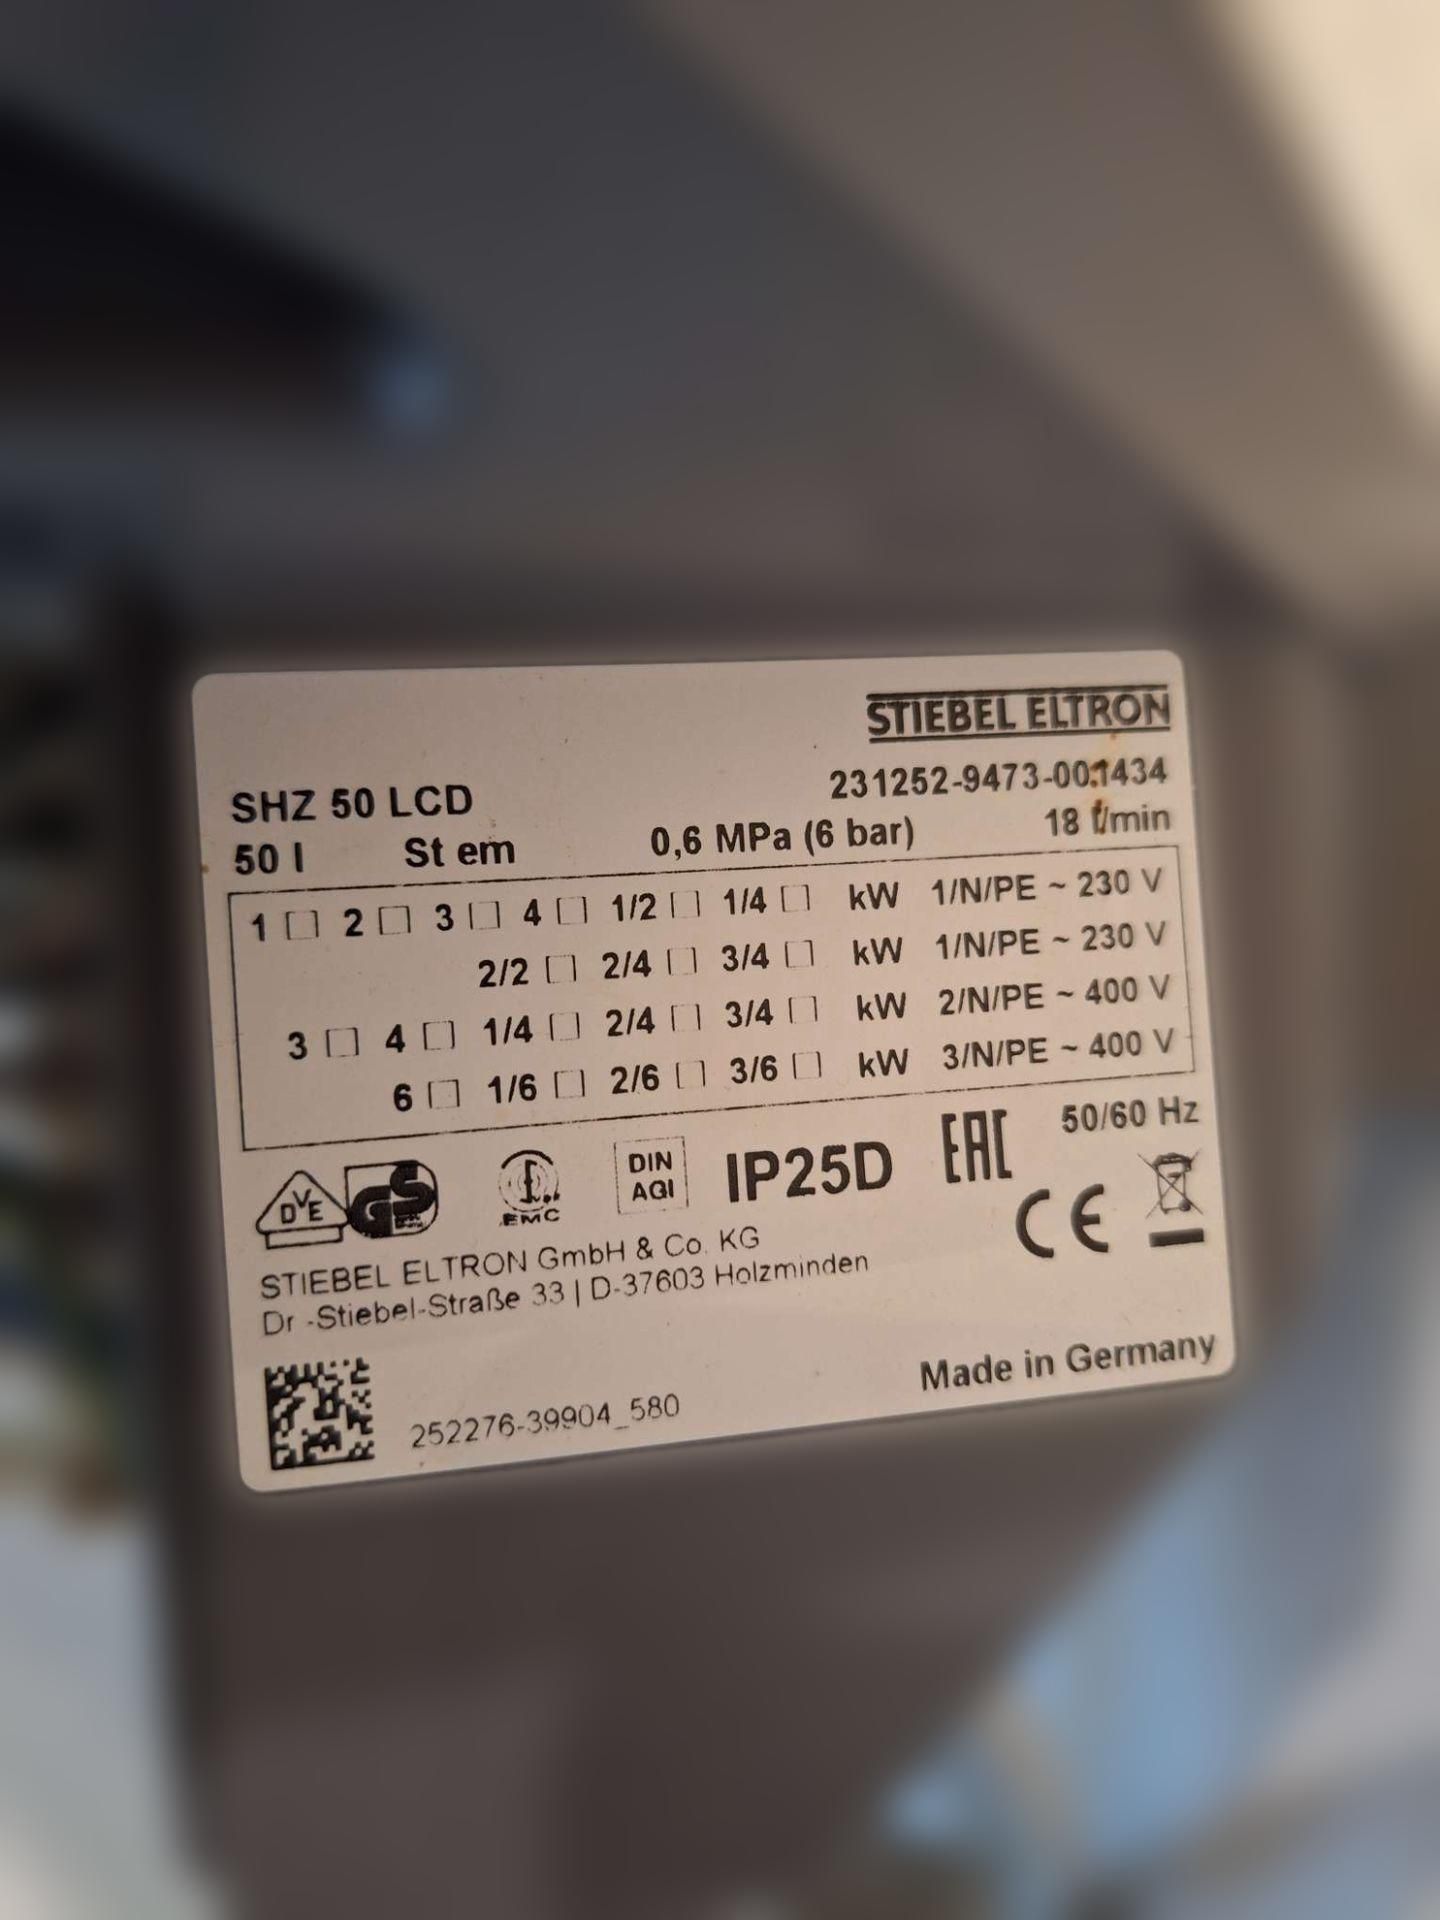 STIEBEL ELTRON
SHZ 50 LCD 231252-9473-001434
50 l St em 0,6 MPa (6 bar) 18 ℓ/min
1 □ 2 □ 3 □ 4 □ 1/2 □ 1/4 □ kW 1/N/PE ~ 230 V
2/2 □ 2/4 □ 3/4 □ kW 1/N/PE ~ 230 V
3 □ 4 □ 1/4 □ 2/4 □ 3/4 □ kW 2/N/PE ~ 400 V
6 □ 1/6 □ 2/6 □ 3/6 □ kW 3/N/PE ~ 400 V
50/60 Hz
DVE GS EMC DIN AGI IP25D EAC
CE
STIEBEL ELTRON GmbH & Co. KG
Dr.-Stiebel-Straße 33 | D-37603 Holzminden
Made in Germany
252276-39904_580